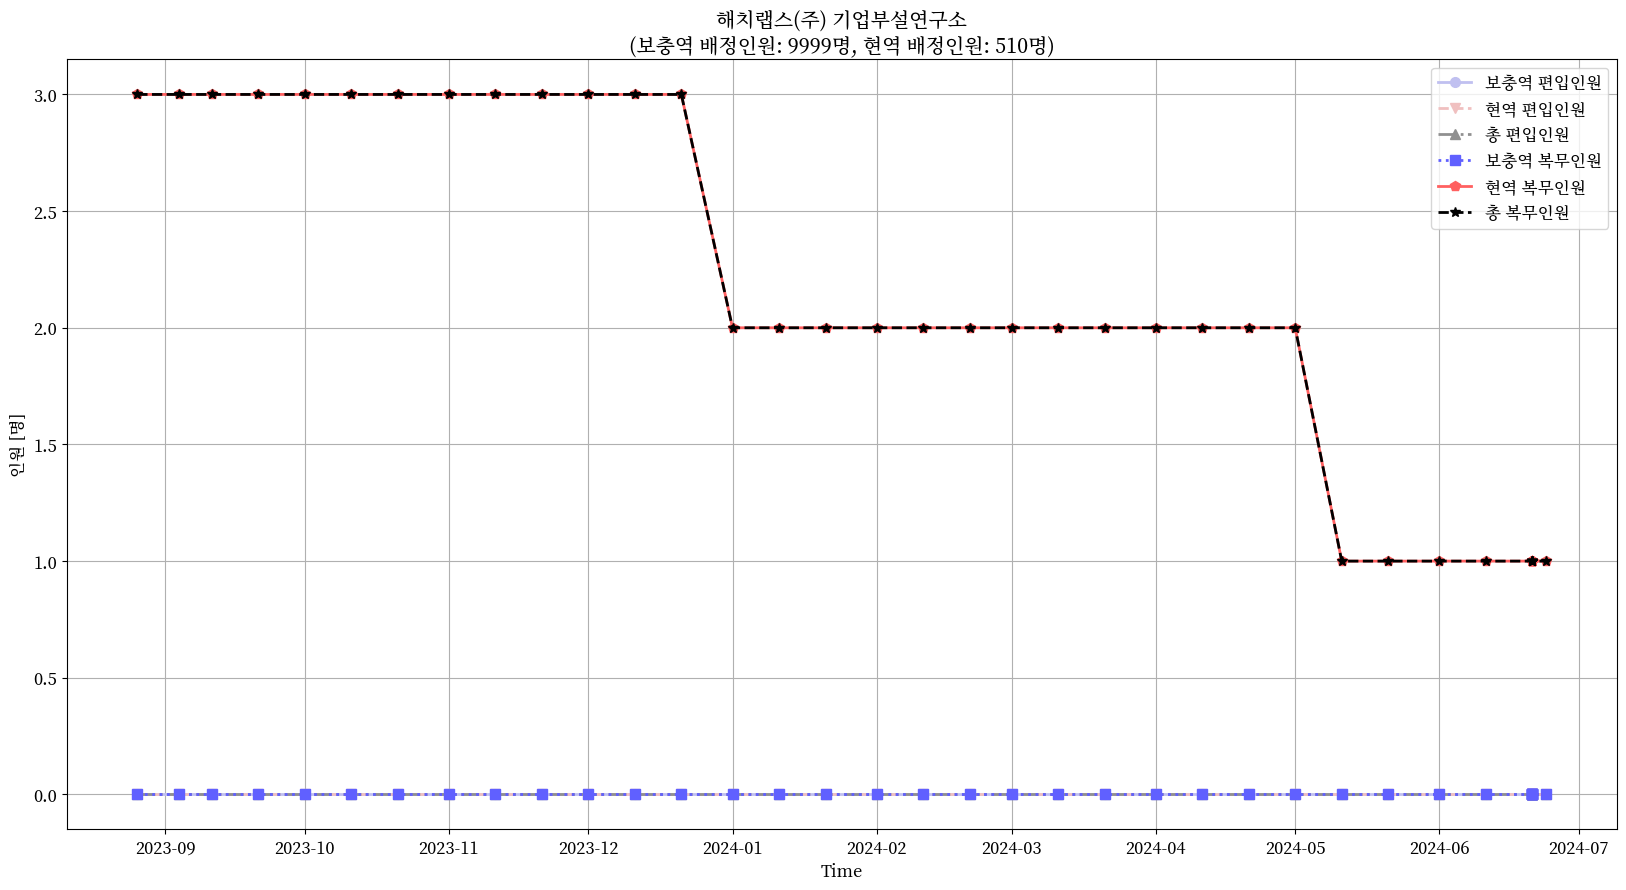 해치랩스(주) 기업부설연구소
(보충역 배정인원: 9999명, 현역 배정인원: 510명)
보충역 편입인원
현역 편입인원
총 편입인원
보충역 복무인원
현역 복무인원
총 복무인원
인원 [명]
3.0
2.5
2.0
1.5
1.0
0.5
0.0
2023-09 2023-10 2023-11 2023-12 2024-01 2024-02 2024-03 2024-04 2024-05 2024-06 2024-07
Time